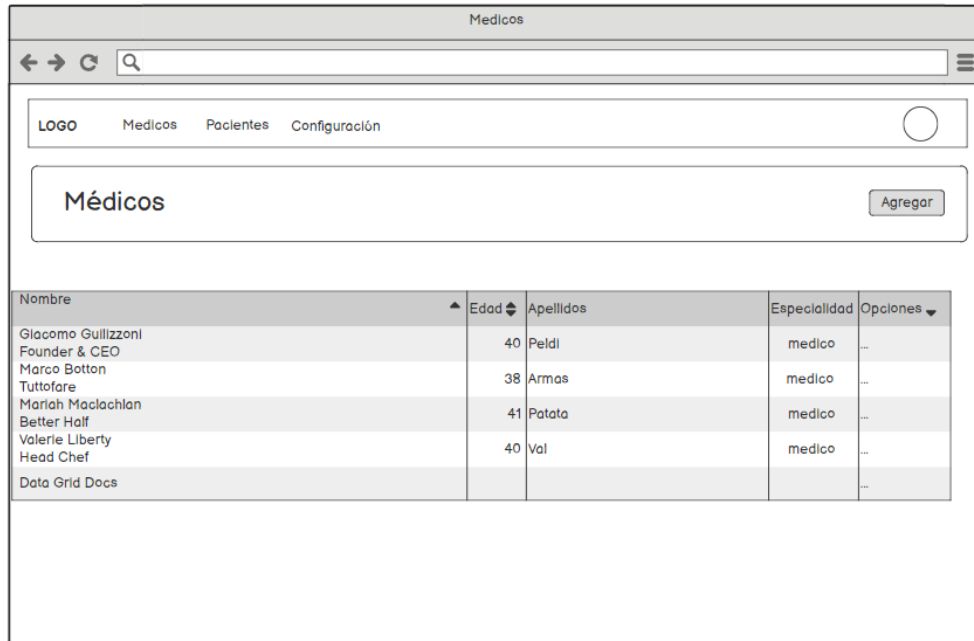 Medicos
LOGO Medicos Pacientes Configuración
Médicos Agregar
Nombre Edad Apellidos Especialidad Opciones
Giacomo Guilizzoni
Founder & CEO 40 Peldi medico ...
Marco Botton
Tuttofare 38 Armas medico ...
Mariah Maclachlan
Better Half 41 Patata medico ...
Valerie Liberty
Head Chef 40 Val medico ...
Data Grid Docs ...